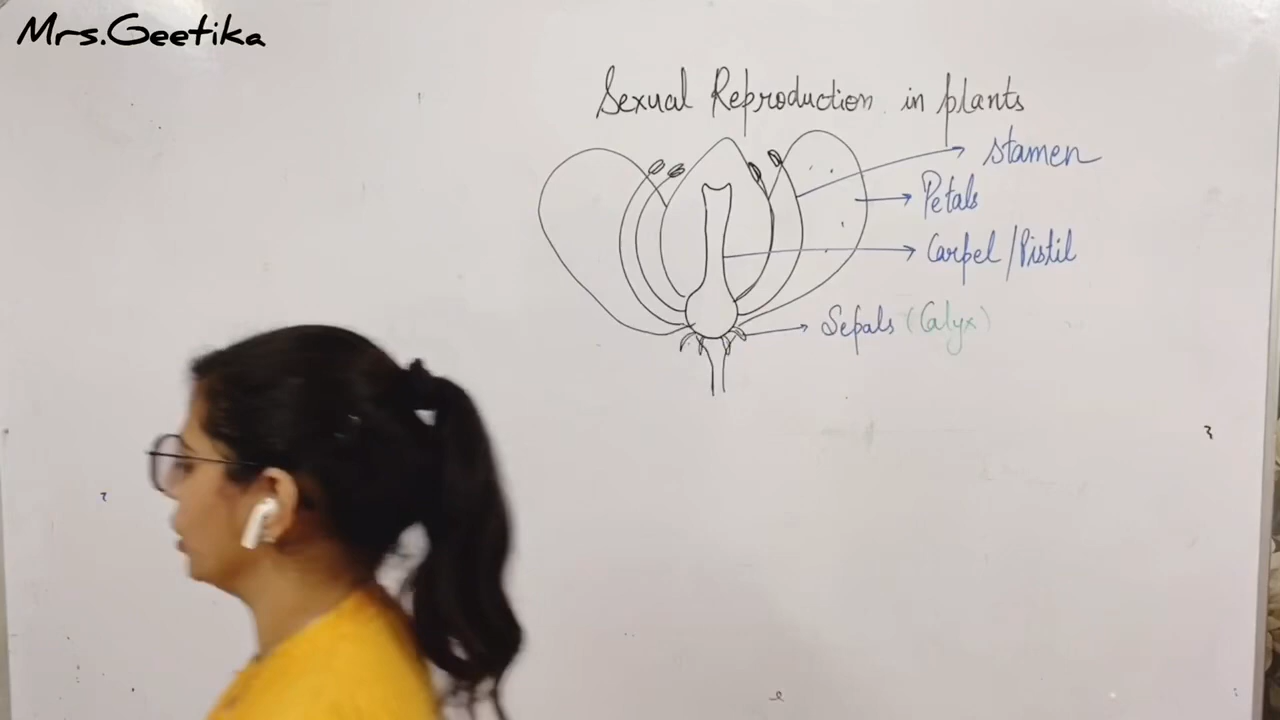 Mrs.Geetika
Sexual Reproduction in plants
Stamen
Petals
Carpel/Pistil
Sepals (Calyx)